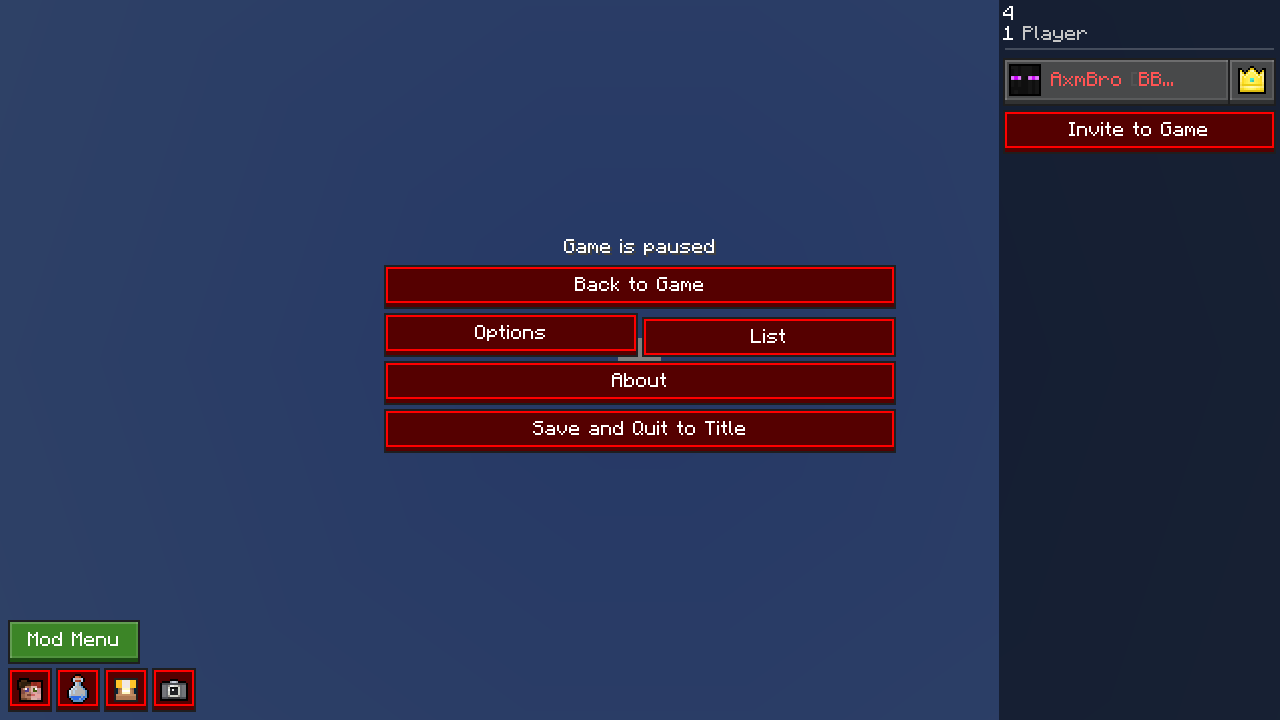 4
1 Player
AxmBro BB...
Invite to Game
Game is paused
Back to Game
Options
List
About
Save and Quit to Title
Mod Menu